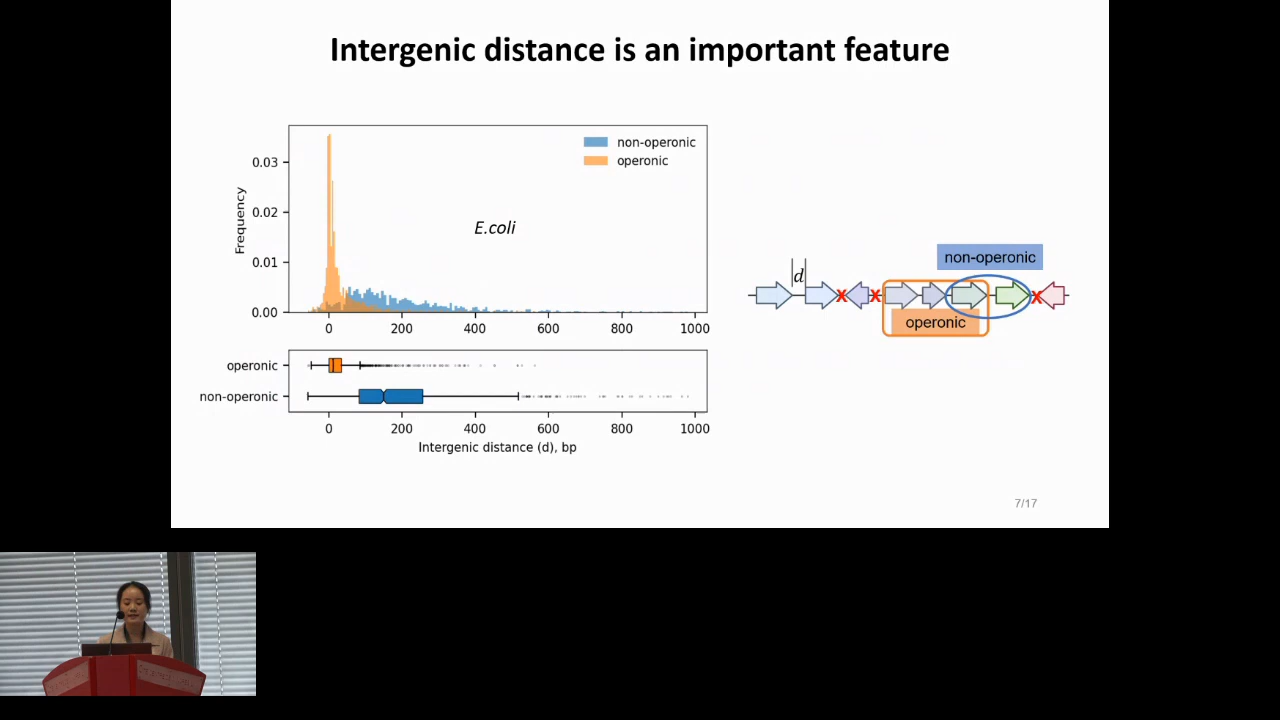 Intergenic distance is an important feature
non-operonic
operonic
0.03
0.02
0.01
0.00
Frequency
E.coli
0 200 400 600 800 1000
operonic
non-operonic
0 200 400 600 800 1000
Intergenic distance (d), bp
non-operonic
d
x x x
operonic
7/17